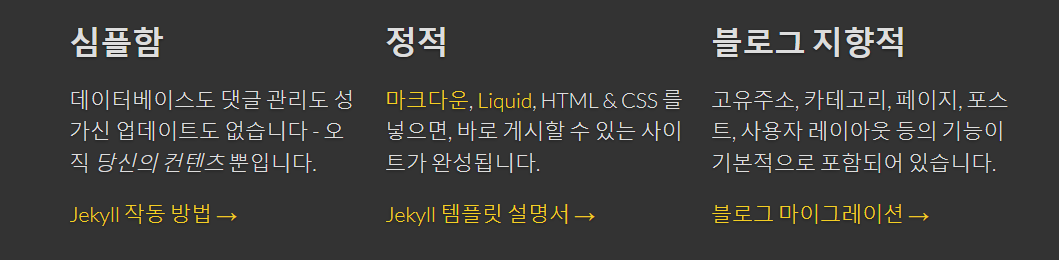 심플함
데이터베이스도 댓글 관리도 성
가신 업데이트도 없습니다 - 오
직 당신의 컨텐츠 뿐입니다.
Jekyll 작동 방법 →
정적
마크다운, Liquid, HTML & CSS 를
넣으면, 바로 게시할 수 있는 사이
트가 완성됩니다.
Jekyll 템플릿 설명서 →
블로그 지향적
고유주소, 카테고리, 페이지, 포스
트, 사용자 레이아웃 등의 기능이
기본적으로 포함되어 있습니다.
블로그 마이그레이션 →